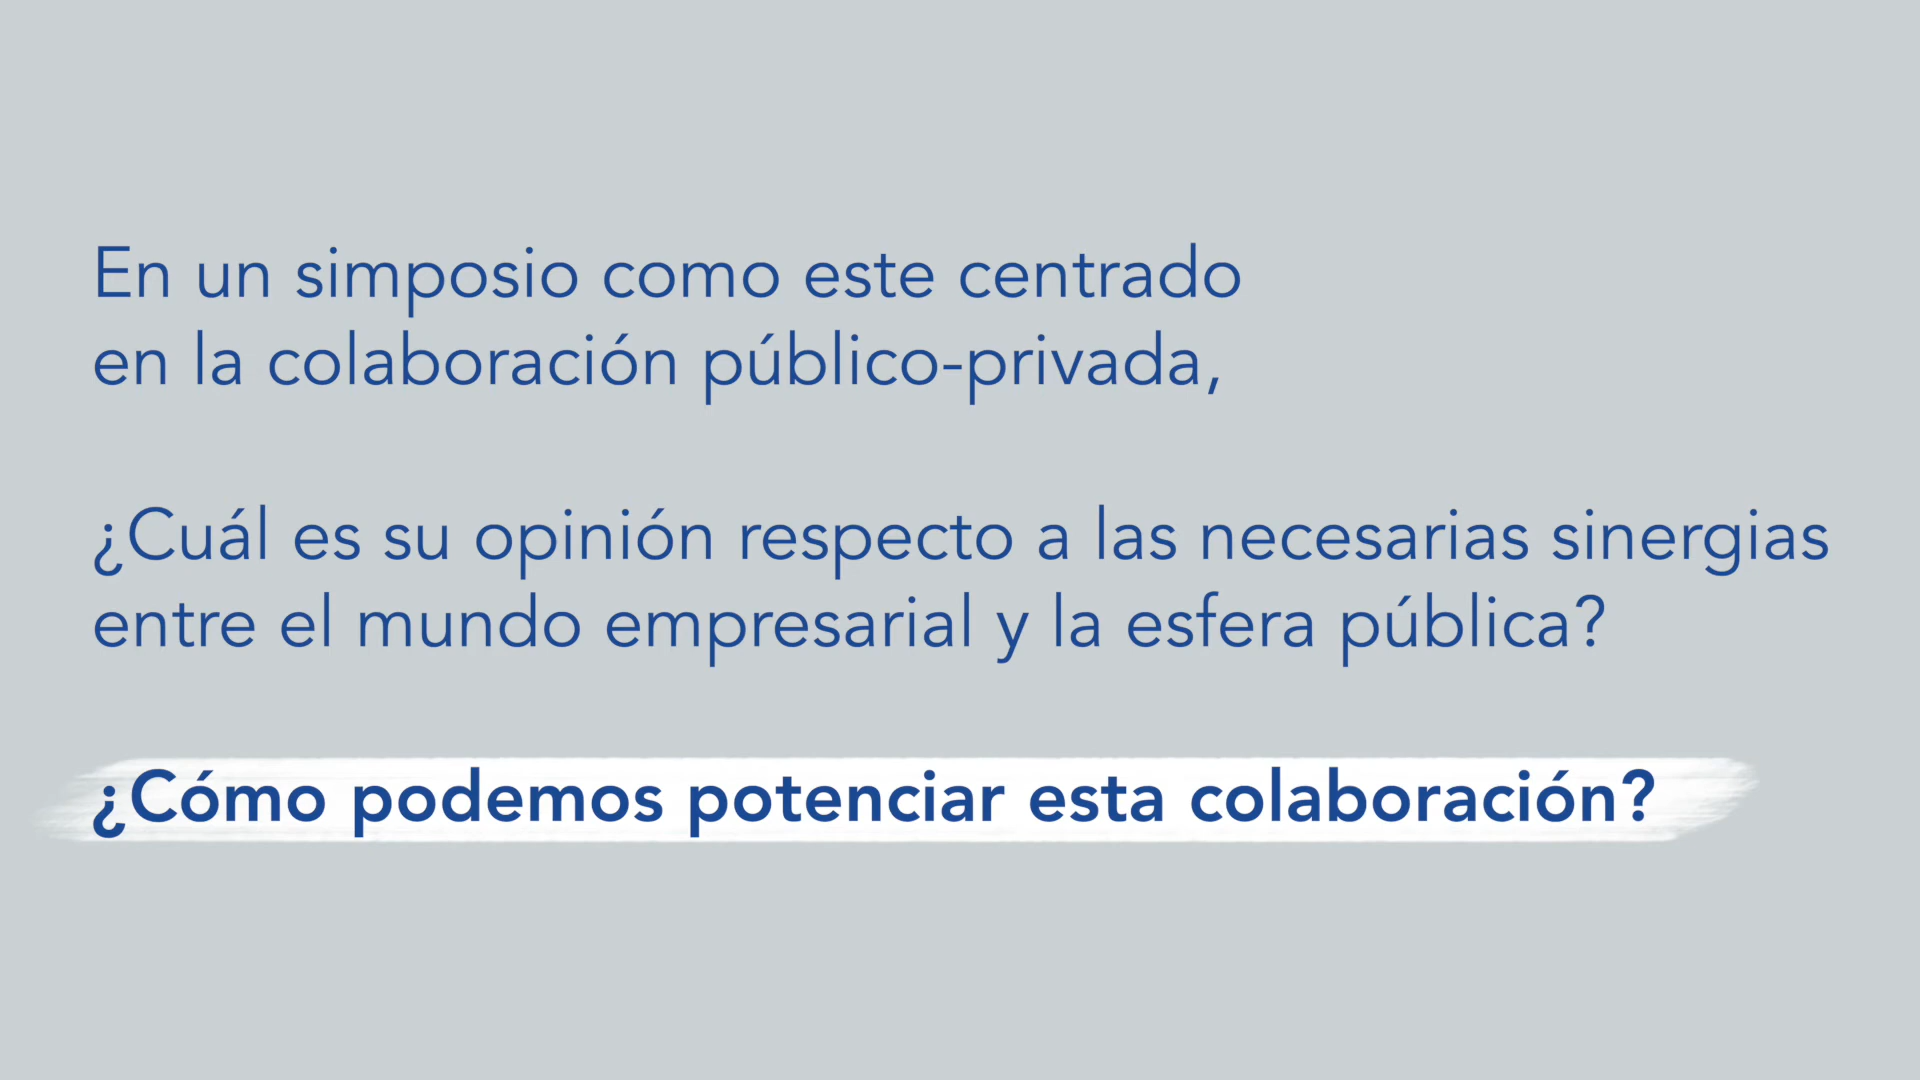 En un simposio como este centrado
en la colaboración público-privada,
¿Cuál es su opinión respecto a las necesarias sinergias
entre el mundo empresarial y la esfera pública?
¿Cómo podemos potenciar esta colaboración?